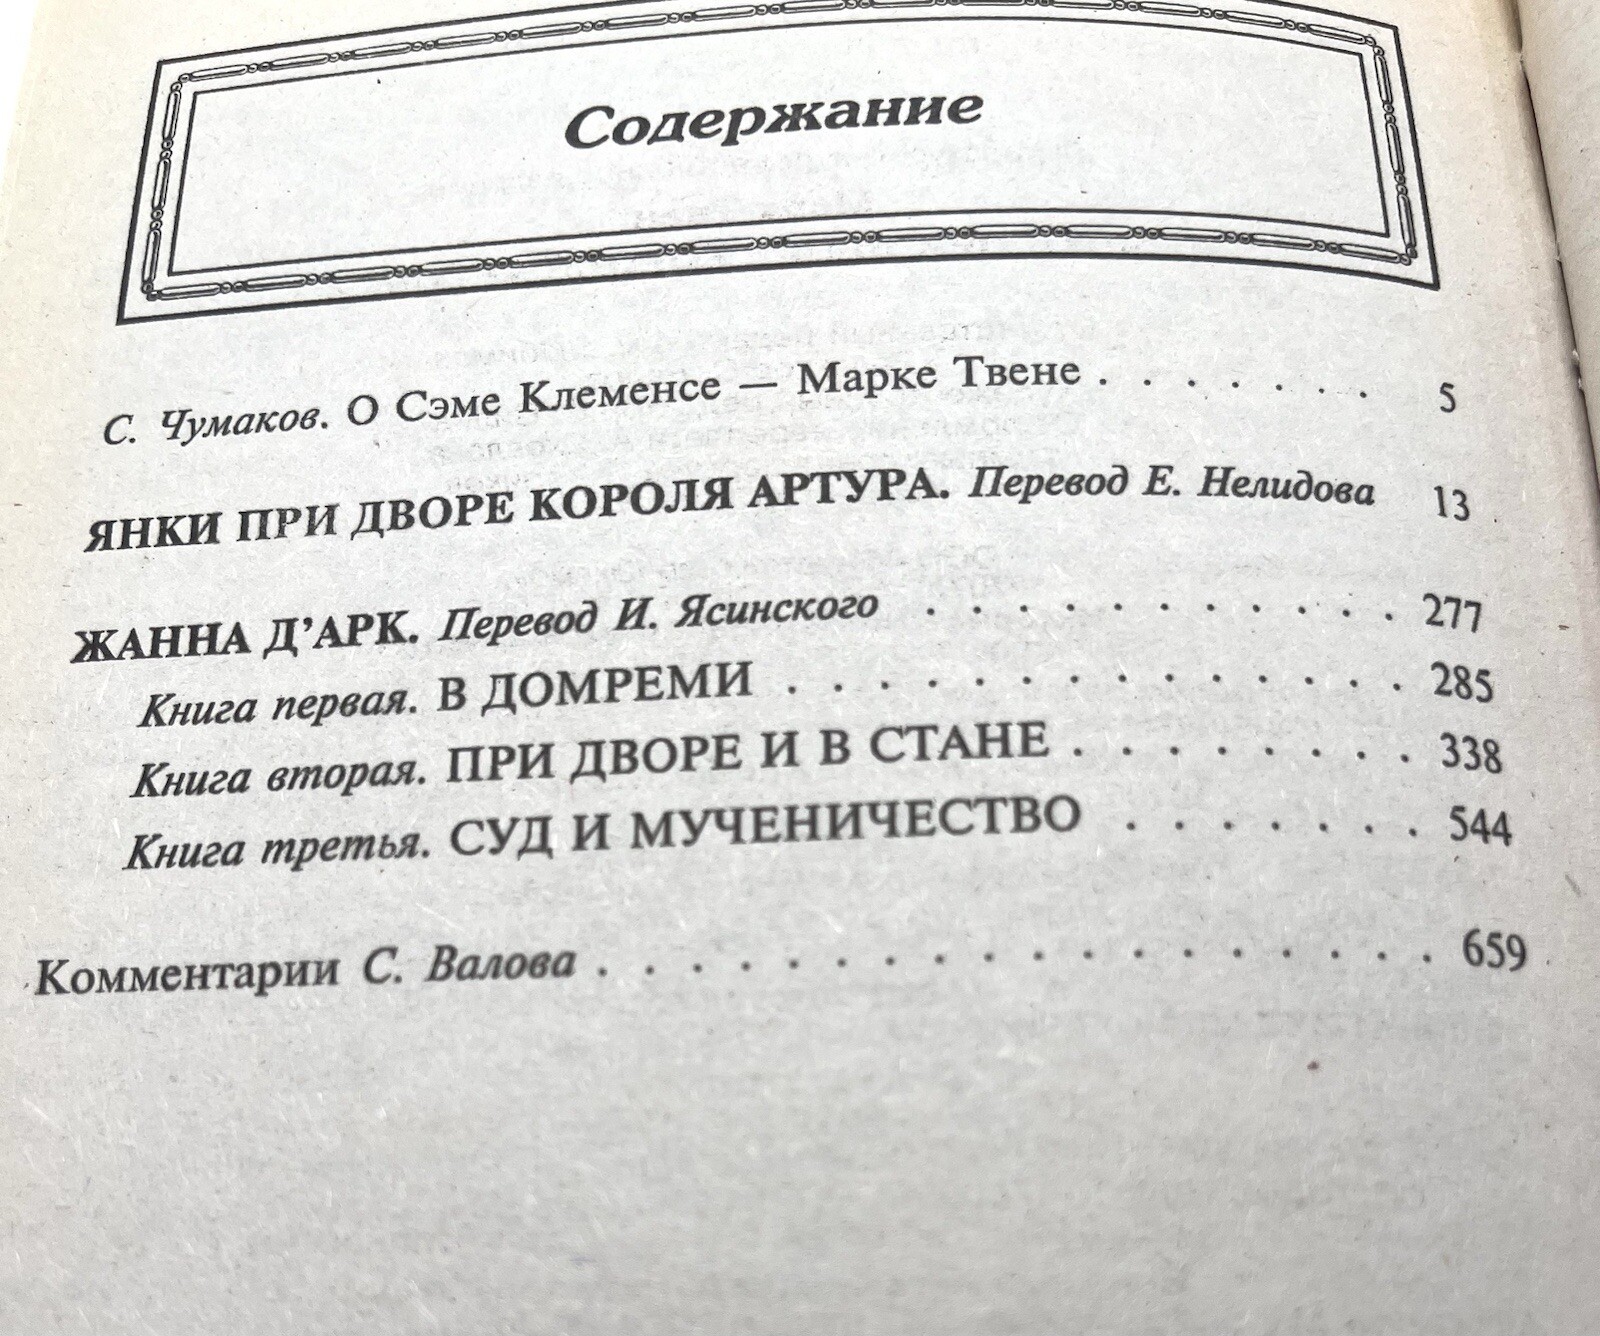 Содержание
С. Чумаков. О Сэме Клеменсе — Марке Твене . . . . . . . 5
ЯНКИ ПРИ ДВОРЕ КОРОЛЯ АРТУРА. Перевод Е. Нелидова 13
ЖАННА Д’АРК. Перевод И. Ясинского . . . . . . . . . . 277
Книга первая. В ДОМРЕМИ . . . . . . . . . . . . . . 285
Книга вторая. ПРИ ДВОРЕ И В СТАНЕ . . . . . . . . 338
Книга третья. СУД И МУЧЕНИЧЕСТВО . . . . . . . 544
Комментарии С. Валова . . . . . . . . . . . . . . . . . . 659